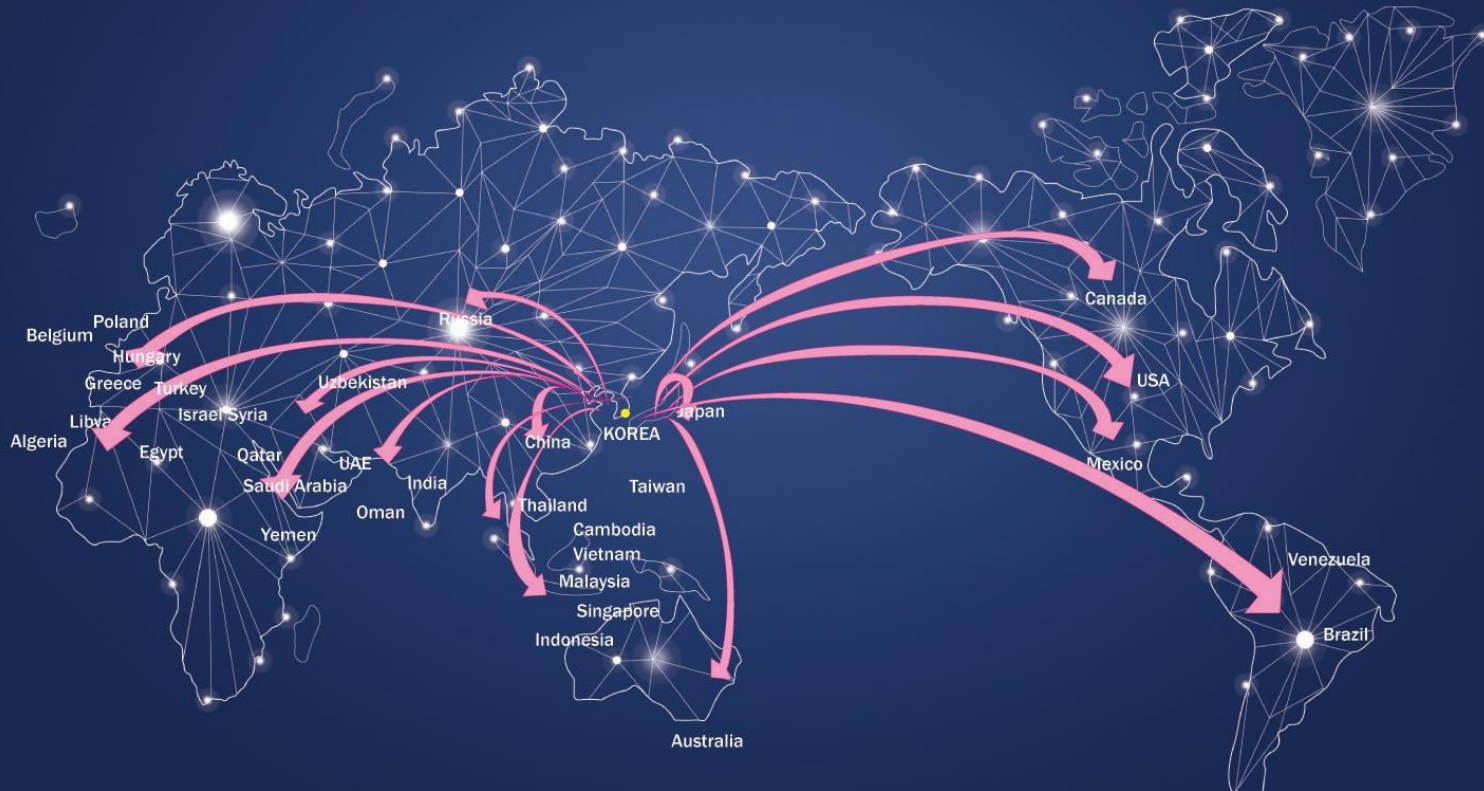 Canada
Russia
Poland
Belgium
Hungary
USA
Greece
Turkey
Uzbekistan
Israel Syria
Japan
Libya
KOREA
Algeria
China
Egypt
Qatar
UAE
Mexico
Saudi Arabia
India
Taiwan
Thailand
Oman
Cambodia
Yemen
Vietnam
Venezuela
Malaysia
Singapore
Brazil
Indonesia
Australia